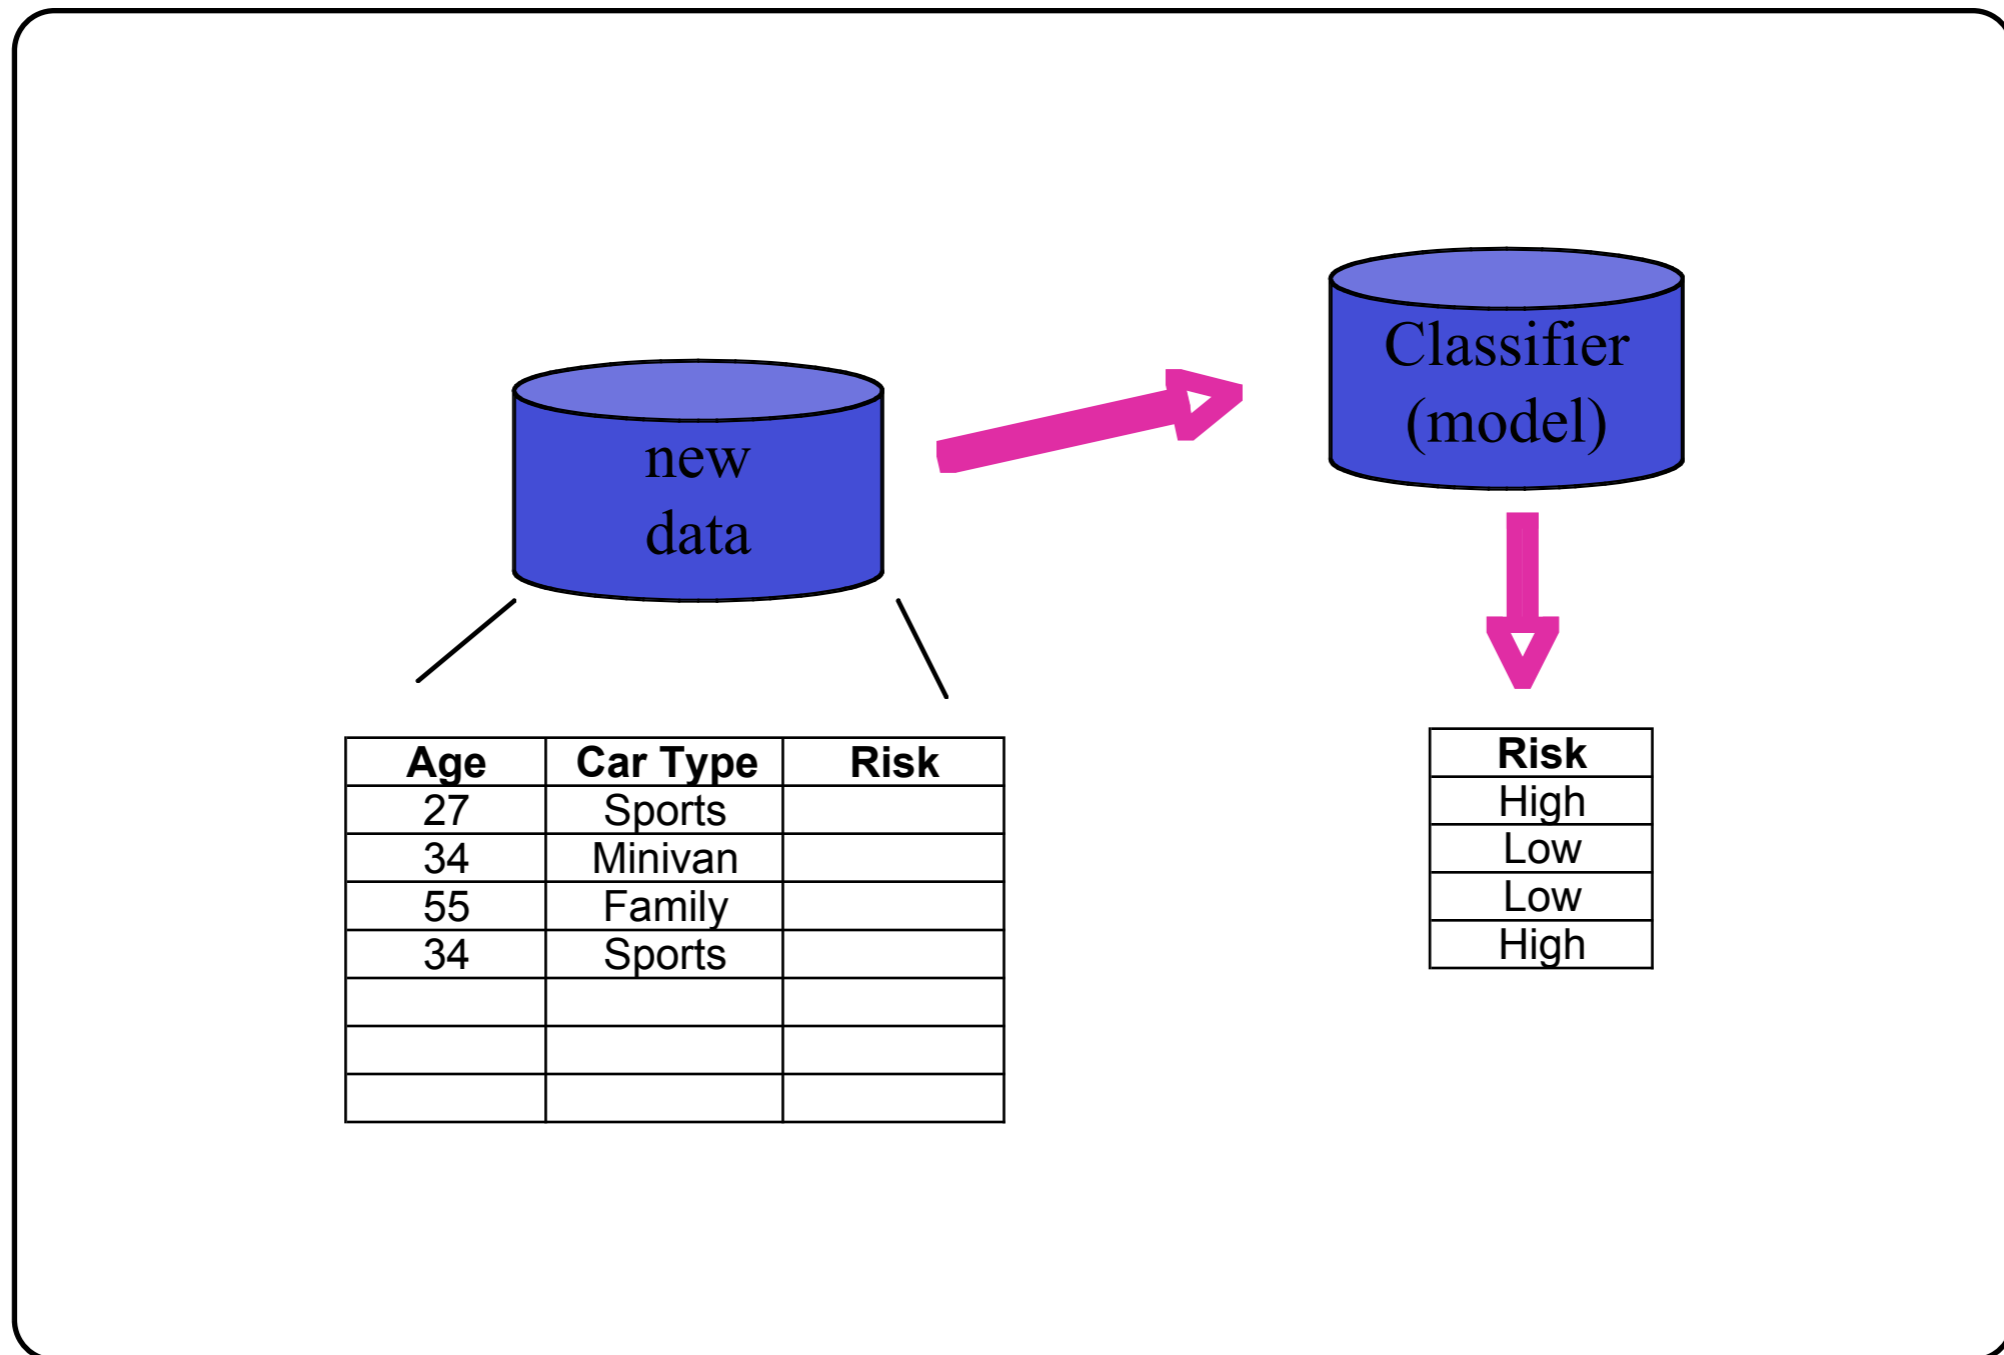 new
data
Classifier
(model)
Age Car Type Risk
27 Sports
34 Minivan
55 Family
34 Sports
Risk
High
Low
Low
High